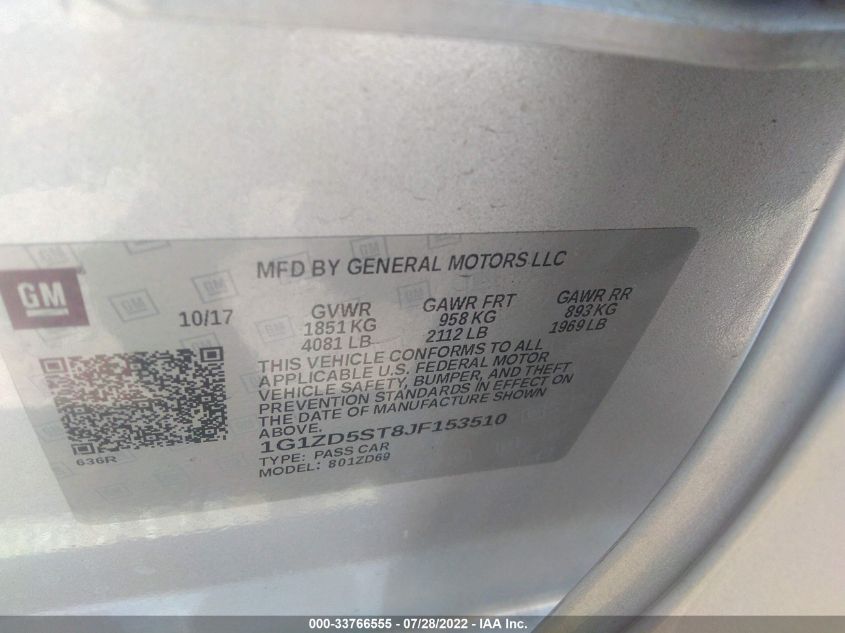 MFD BY GENERAL MOTORS LLC
GM
10/17
GVWR
1851 KG
4081 LB
GAWR FRT
958 KG
2112 LB
GAWR RR
893 KG
1969 LB
THIS VEHICLE CONFORMS TO ALL
APPLICABLE U.S. FEDERAL MOTOR
VEHICLE SAFETY, BUMPER, AND THEFT
PREVENTION STANDARDS IN EFFECT ON
THE DATE OF MANUFACTURE SHOWN
ABOVE.
1G1ZD5ST8JF153510
TYPE: PASS CAR
MODEL: 801ZD69
636R
000-33766555 / 07/28/2022 - IAA Inc.